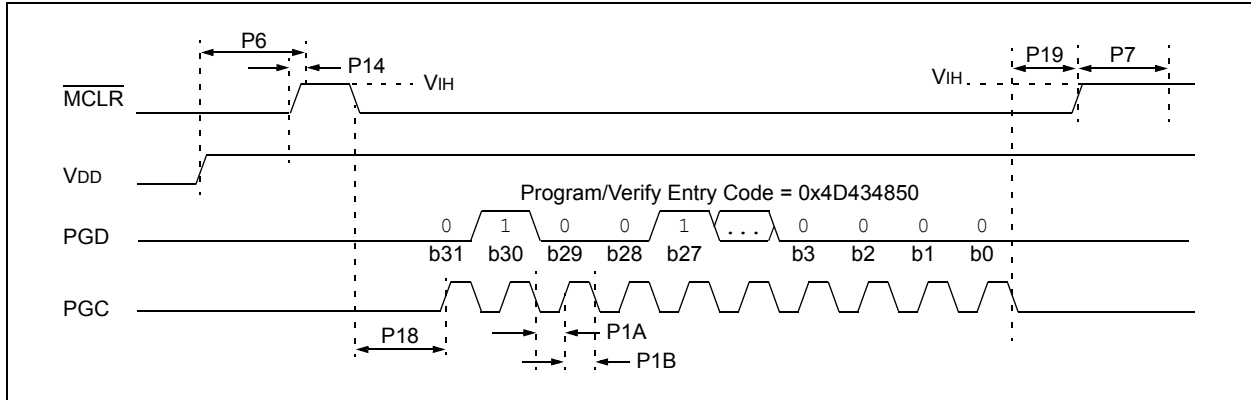 P6
P14
VIH
VIH
P19
P7
MCLR
VDD
Program/Verify Entry Code = 0x4D434850
PGD
0 1 0 0 1 ... 0 0 0 0
b31 b30 b29 b28 b27 b3 b2 b1 b0
PGC
P18
P1A
P1B